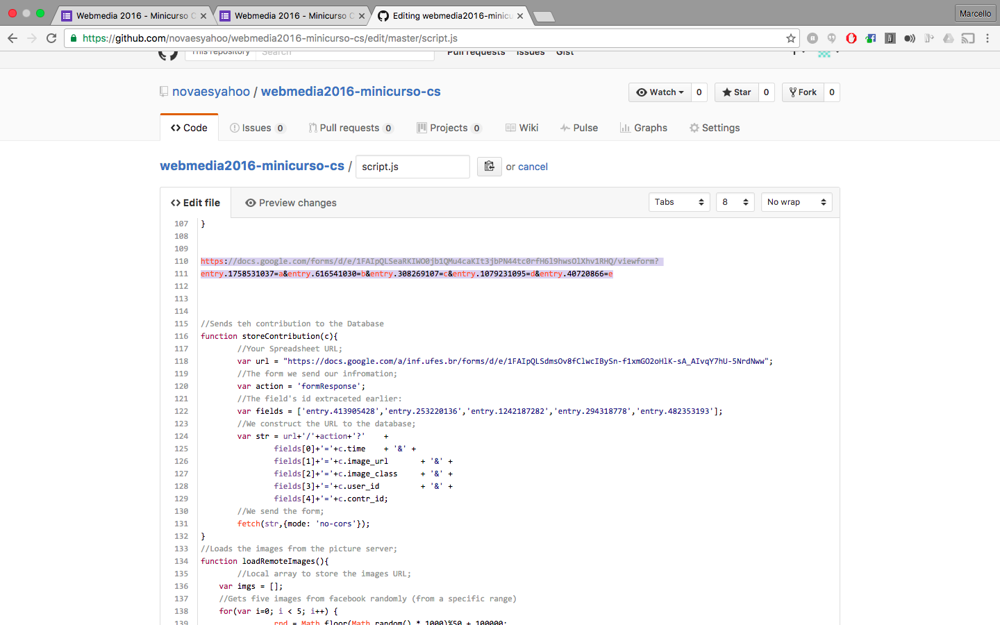 Webmedia 2016 - Minicurso C
Webmedia 2016 - Minicurso C
Editing webmedia2016-minicu
Marcello
https://github.com/novaesyahoo/webmedia2016-minicurso-cs/edit/master/script.js
This repository Search Pull requests Issues Gist
novaesyahoo / webmedia2016-minicurso-cs
Watch 0 Star 0 Fork 0
Code Issues 0 Pull requests 0 Projects 0 Wiki Pulse Graphs Settings
webmedia2016-minicurso-cs / script.js or cancel
Edit file Preview changes Tabs 8 No wrap
107 }
108
109
110 https://docs.google.com/forms/d/e/1FAIpQLSeaRKIWO0jb1QMu4caKIt3jbPN44tc0rfH6l9hwsOlXhv1RHQ/viewform?
111 entry.1758531037=a&entry.616541030=b&entry.308269107=c&entry.1079231095=d&entry.40720866=e
112
113
114
115 //Sends teh contribution to the Database
116 function storeContribution(c){
117 //Your Spreadsheet URL;
118 var url = "https://docs.google.com/a/inf.ufes.br/forms/d/e/1FAIpQLSdmsOv8fClwcIBySn-f1xmGO2oHlK-sA_AIvqY7hU-5NrdNww";
119 //The form we send our infromation;
120 var action = 'formResponse';
121 //The field's id extraceted earlier:
122 var fields = ['entry.413905428','entry.253220136','entry.1242187282','entry.294318778','entry.482353193'];
123 //We construct the URL to the database;
124 var str = url+'/'+action+'?' +
125 fields[0]+'='+c.time + '&' +
126 fields[1]+'='+c.image_url + '&' +
127 fields[2]+'='+c.image_class + '&' +
128 fields[3]+'='+c.user_id + '&' +
129 fields[4]+'='+c.contr_id;
130 //We send the form;
131 fetch(str,{mode: 'no-cors'});
132 }
133 //Loads the images from the picture server;
134 function loadRemoteImages(){
135 //Local array to store the images URL;
136 var imgs = [];
137 //Gets five images from facebook randomly (from a specific range)
138 for(var i=0; i < 5; i++) {
139 rnd = Math.floor(Math.random() * 1000)%50 + 100000;